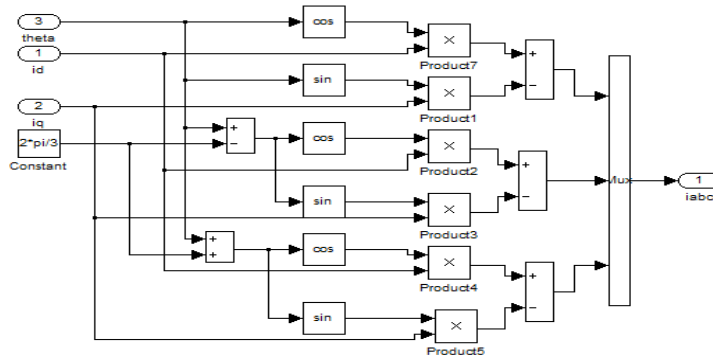 3
theta
cos
×
Product7
+
−
1
id
sin
×
Product1
2
iq
2*pi/3
Constant
+
−
cos
×
Product2
+
−
sin
×
Product3
Mux
1
iabc
+
+
cos
×
Product4
+
−
sin
×
Product5